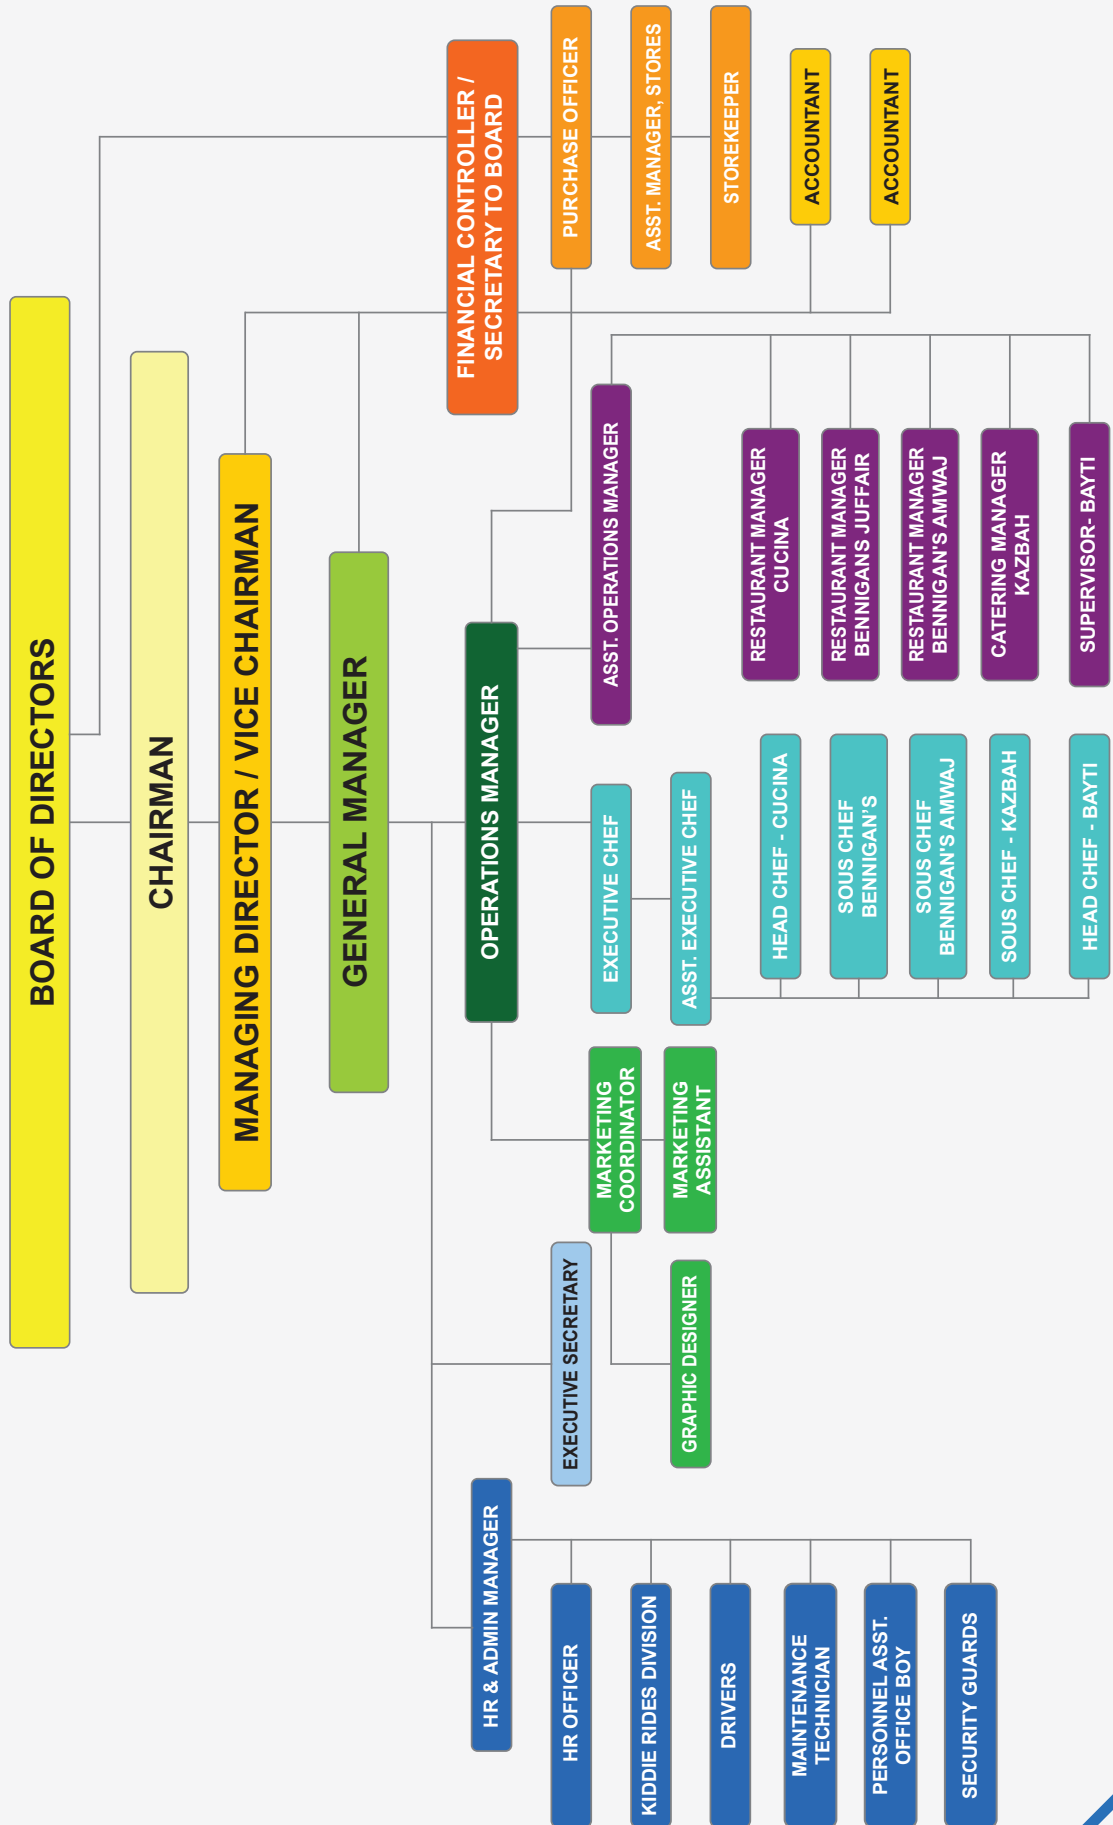 BOARD OF DIRECTORS
CHAIRMAN
MANAGING DIRECTOR / VICE CHAIRMAN
GENERAL MANAGER
FINANCIAL CONTROLLER /
SECRETARY TO BOARD
HR & ADMIN MANAGER
HR OFFICER
KIDDIE RIDES DIVISION
DRIVERS
MAINTENANCE
TECHNICIAN
PERSONNEL ASST.
OFFICE BOY
SECURITY GUARDS
EXECUTIVE SECRETARY
OPERATIONS MANAGER
MARKETING
COORDINATOR
MARKETING
ASSISTANT
GRAPHIC DESIGNER
EXECUTIVE CHEF
ASST. EXECUTIVE CHEF
HEAD CHEF - CUCINA
SOUS CHEF
BENNIGAN'S
SOUS CHEF
BENNIGAN'S AMWAJ
SOUS CHEF - KAZBAH
HEAD CHEF - BAYTI
ASST. OPERATIONS MANAGER
RESTAURANT MANAGER
CUCINA
RESTAURANT MANAGER
BENNIGANS JUFFAIR
RESTAURANT MANAGER
BENNIGAN'S AMWAJ
CATERING MANAGER
KAZBAH
SUPERVISOR- BAYTI
PURCHASE OFFICER
ASST. MANAGER, STORES
STOREKEEPER
ACCOUNTANT
ACCOUNTANT